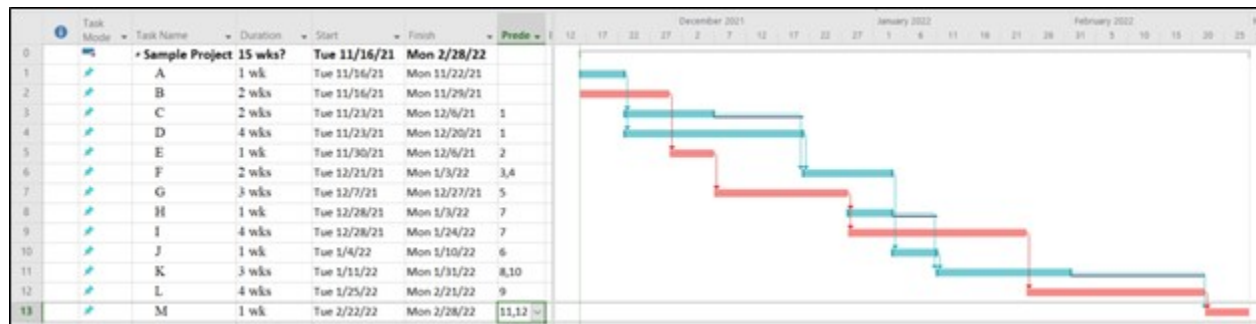 December 2021 January 2022 February 2022
Task Mode Task Name Duration Start Finish Prede 12 17 22 27 2 7 12 17 22 27 1 6 11 16 21 26 31 5 10 15 20 25
0 Sample Project 15 wks? Tue 11/16/21 Mon 2/28/22
1 A 1 wk Tue 11/16/21 Mon 11/22/21
2 B 2 wks Tue 11/16/21 Mon 11/29/21
3 C 2 wks Tue 11/23/21 Mon 12/6/21 1
4 D 4 wks Tue 11/23/21 Mon 12/20/21 1
5 E 1 wk Tue 11/30/21 Mon 12/6/21 2
6 F 2 wks Tue 12/21/21 Mon 1/3/22 3,4
7 G 3 wks Tue 12/7/21 Mon 12/27/21 5
8 H 1 wk Tue 12/28/21 Mon 1/3/22 7
9 I 4 wks Tue 12/28/21 Mon 1/24/22 7
10 J 1 wk Tue 1/4/22 Mon 1/10/22 6
11 K 3 wks Tue 1/11/22 Mon 1/31/22 8,10
12 L 4 wks Tue 1/25/22 Mon 2/21/22 9
13 M 1 wk Tue 2/22/22 Mon 2/28/22 11,12